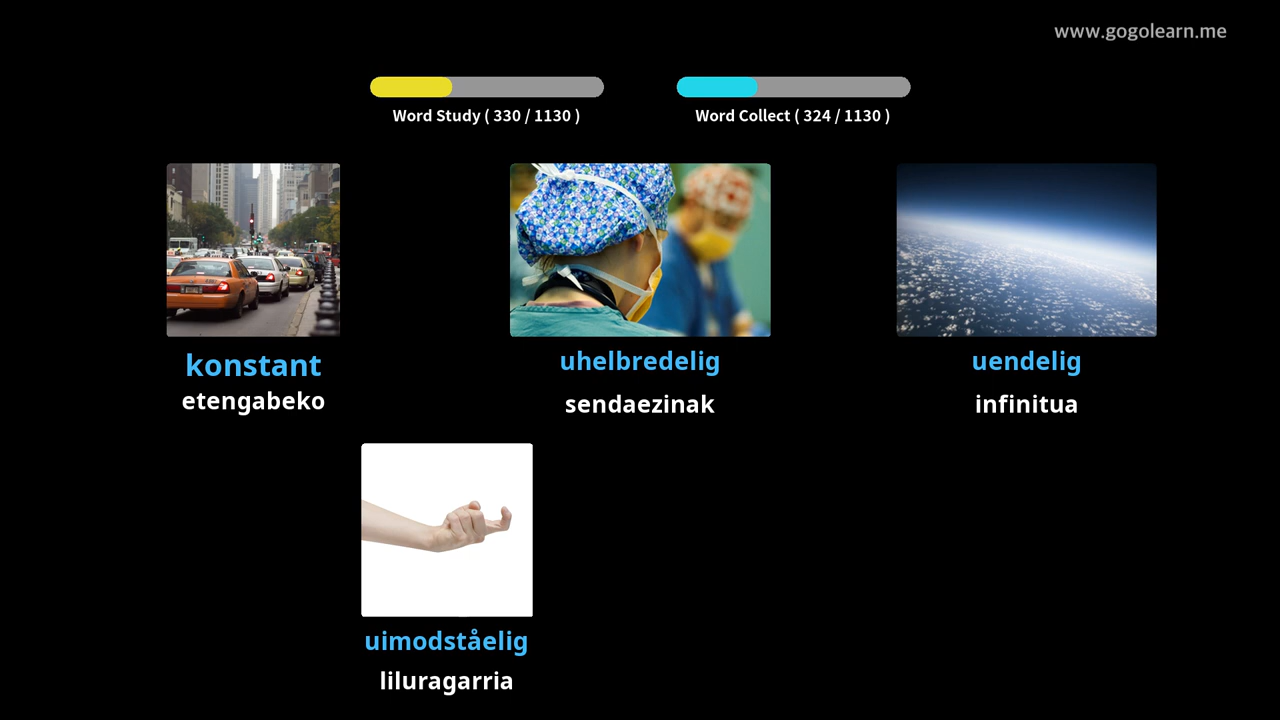 www.gogolearn.me
Word Study ( 330 / 1130 )
Word Collect ( 324 / 1130 )
konstant
etengabeko
uhelbredelig
sendaezinak
uendelig
infinitua
uimodståelig
liluragarria